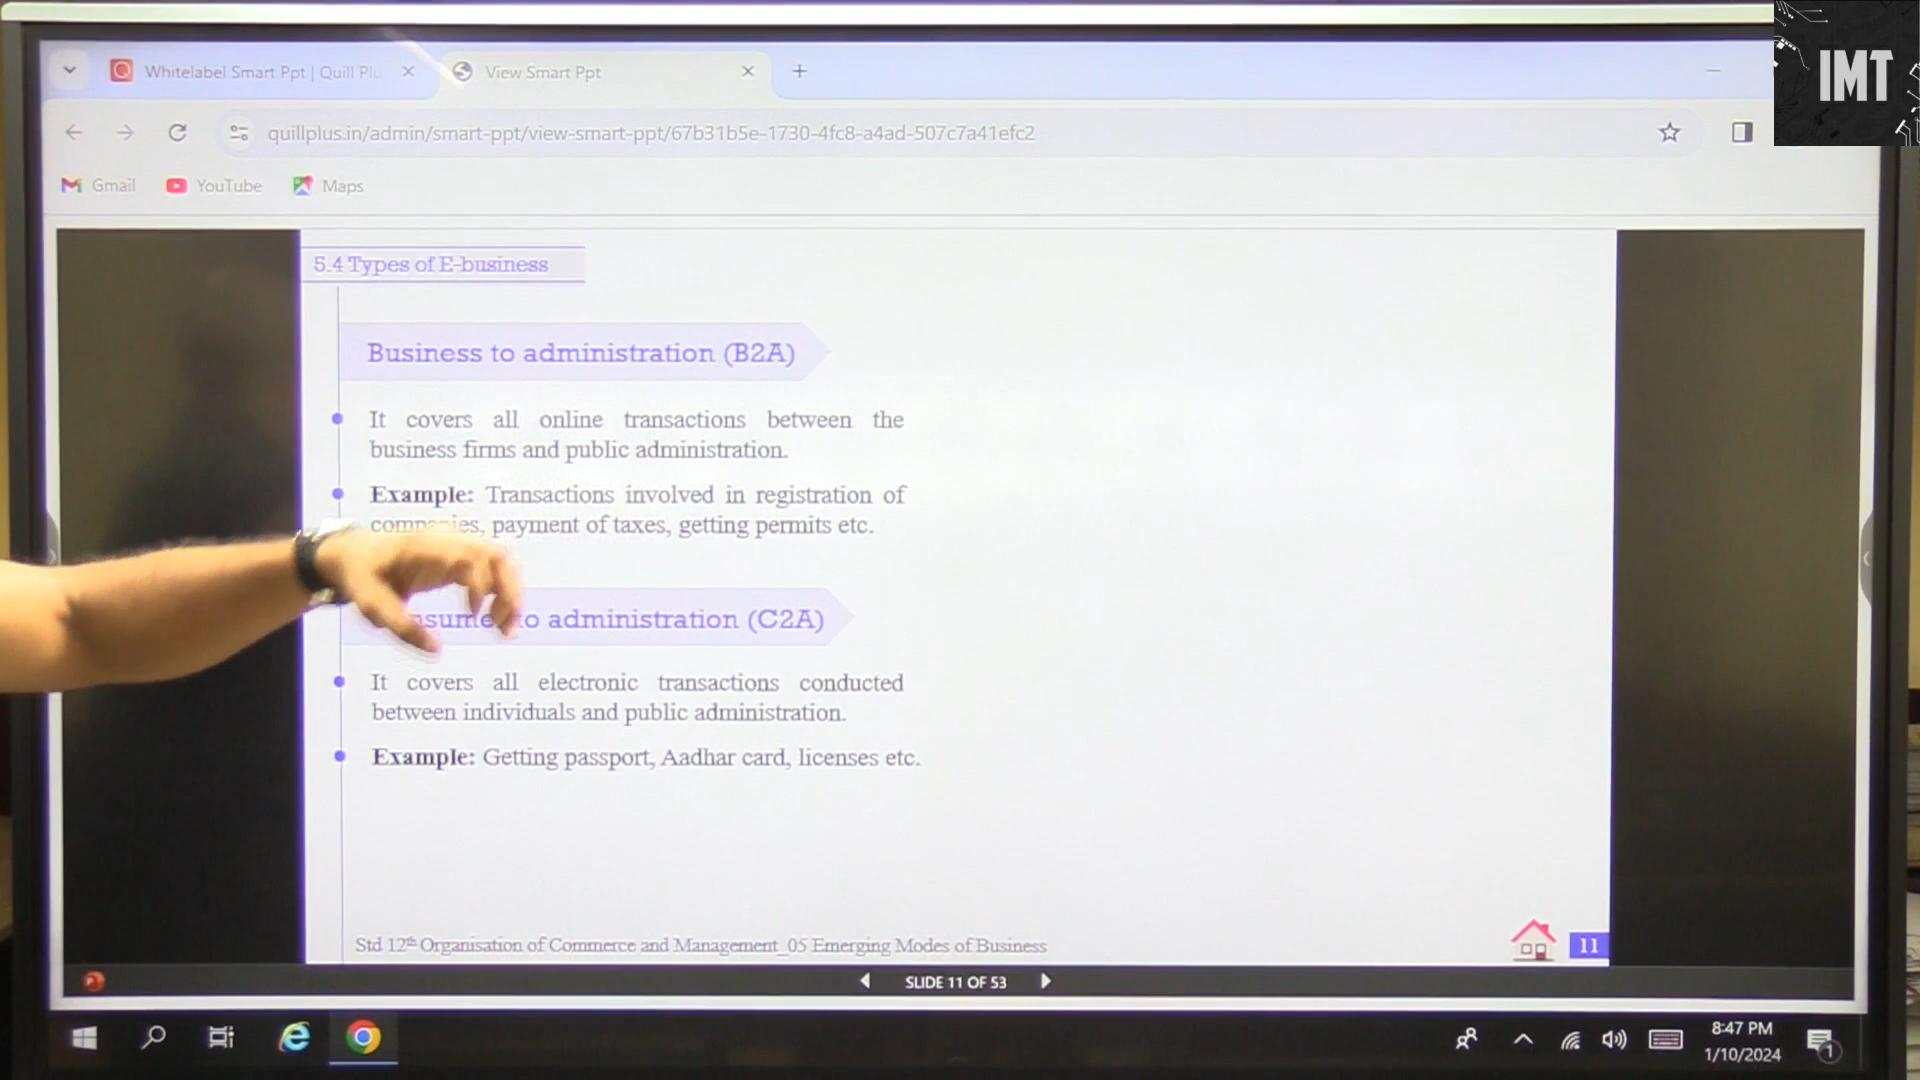 IMT
Whitelabel Smart Ppt | Quill Plu
View Smart Ppt
quillplus.in/admin/smart-ppt/view-smart-ppt/67b31b5e-1730-4fc8-a4ad-507c7a41efc2
Gmail YouTube Maps
5.4 Types of E-business
Business to administration (B2A)
It covers all online transactions between the
business firms and public administration.
Example: Transactions involved in registration of
companies, payment of taxes, getting permits etc.
to administration (C2A)
It covers all electronic transactions conducted
between individuals and public administration.
Example: Getting passport, Aadhar card, licenses etc.
Std 12th Organisation of Commerce and Management_05 Emerging Modes of Business
11
SLIDE 11 OF 53
8:47 PM
1/10/2024
1